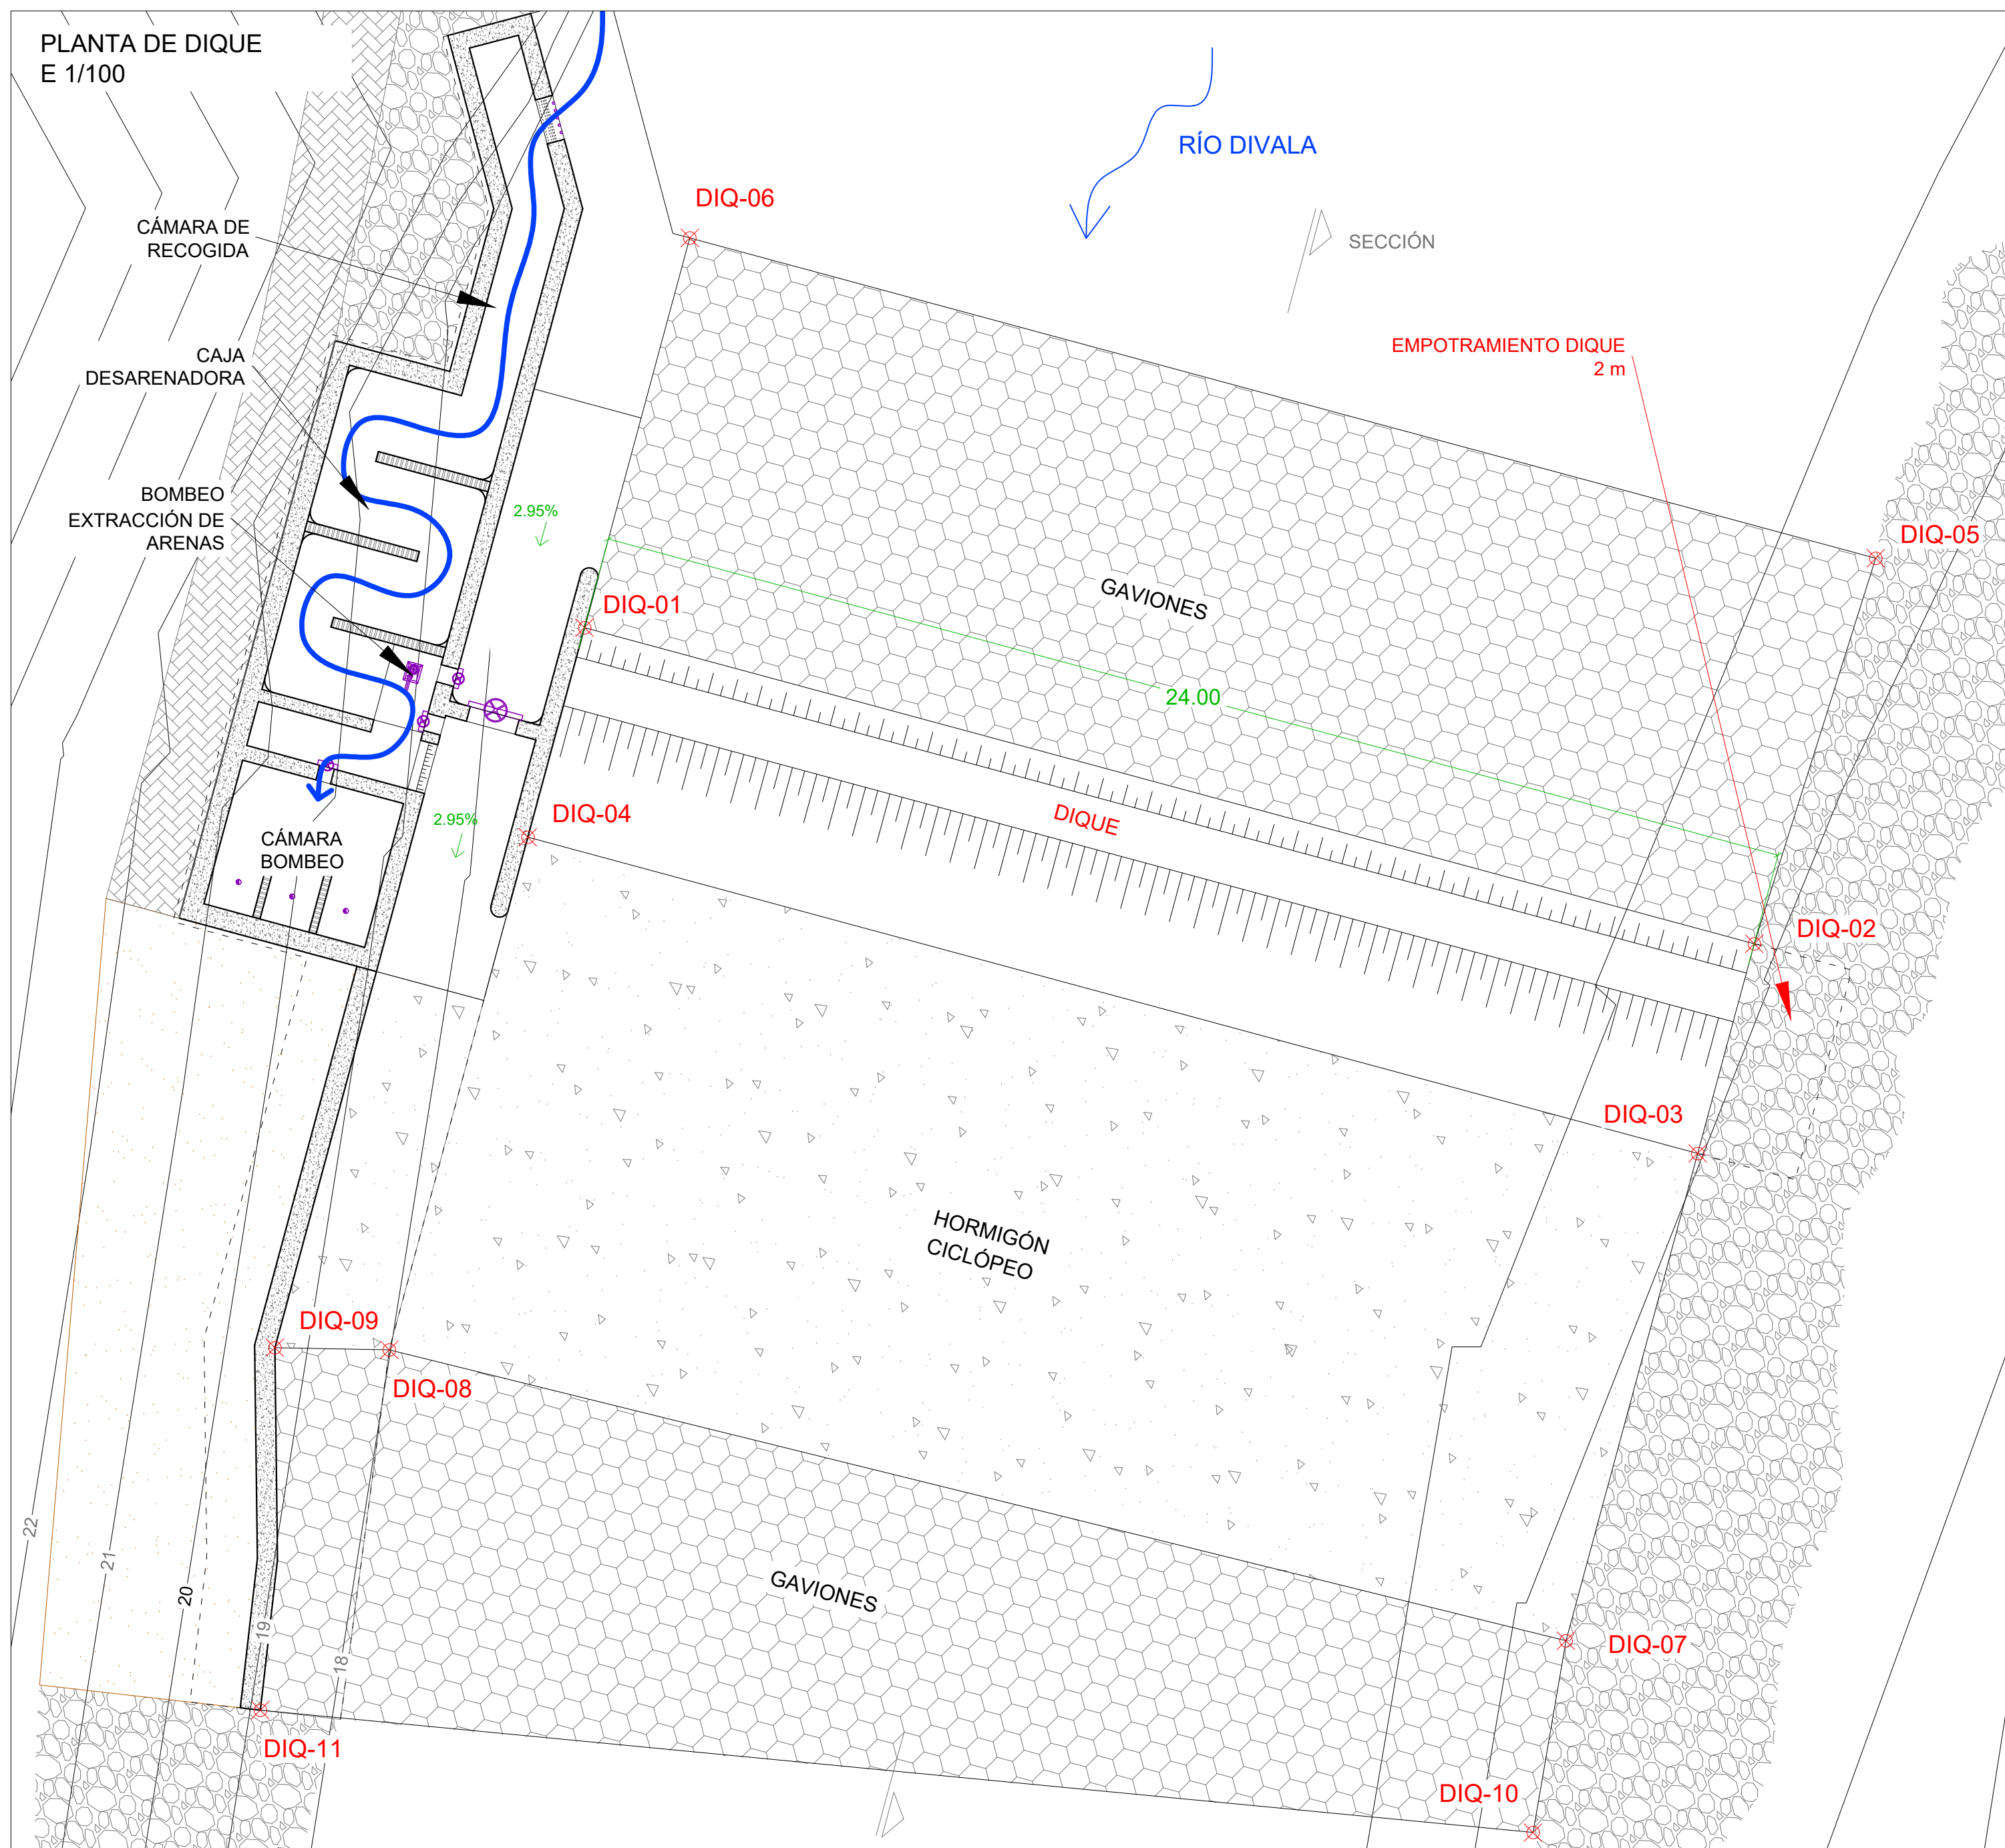 PLANTA DE DIQUE
E 1/100
RÍO DIVALA
DIQ-06
CÁMARA DE
RECOGIDA
SECCIÓN
EMPOTRAMIENTO DIQUE
2 m
CAJA
DESARENADORA
BOMBEO
EXTRACCIÓN DE
ARENAS
2.95%
DIQ-05
GAVIONES
DIQ-01
24.00
DIQ-04
2.95%
DIQUE
CÁMARA
BOMBEO
DIQ-02
DIQ-03
HORMIGÓN
CICLÓPEO
DIQ-09
DIQ-08
22
21
20
19
18
GAVIONES
DIQ-07
DIQ-11
DIQ-10